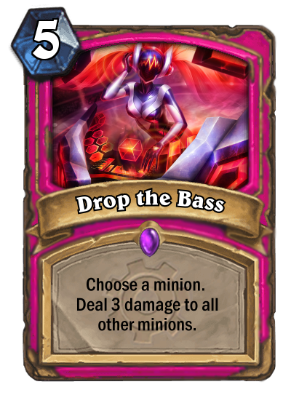 5
Drop the Bass
Choose a minion.
Deal 3 damage to all
other minions.